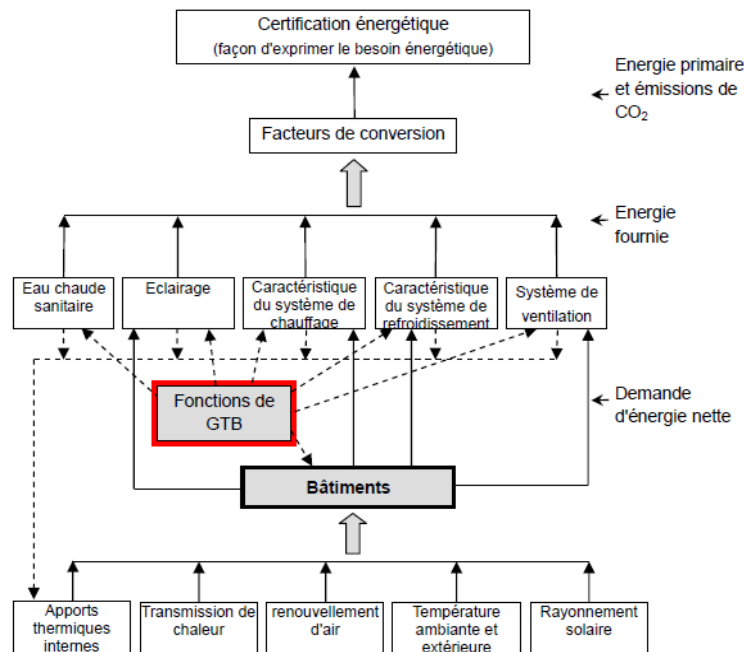 Certification énergétique
(façon d'exprimer le besoin énergétique)
Energie primaire
et émissions de
CO₂
Facteurs de conversion
Energie
fournie
Eau chaude
sanitaire
Eclairage
Caractéristique
du système de
chauffage
Caractéristique
du système de
refroidissement
Système de
ventilation
Fonctions de
GTB
Demande
d'énergie nette
Bâtiments
Apports
thermiques
internes
Transmission de
chaleur
renouvellement
d'air
Température
ambiante et
extérieure
Rayonnement
solaire